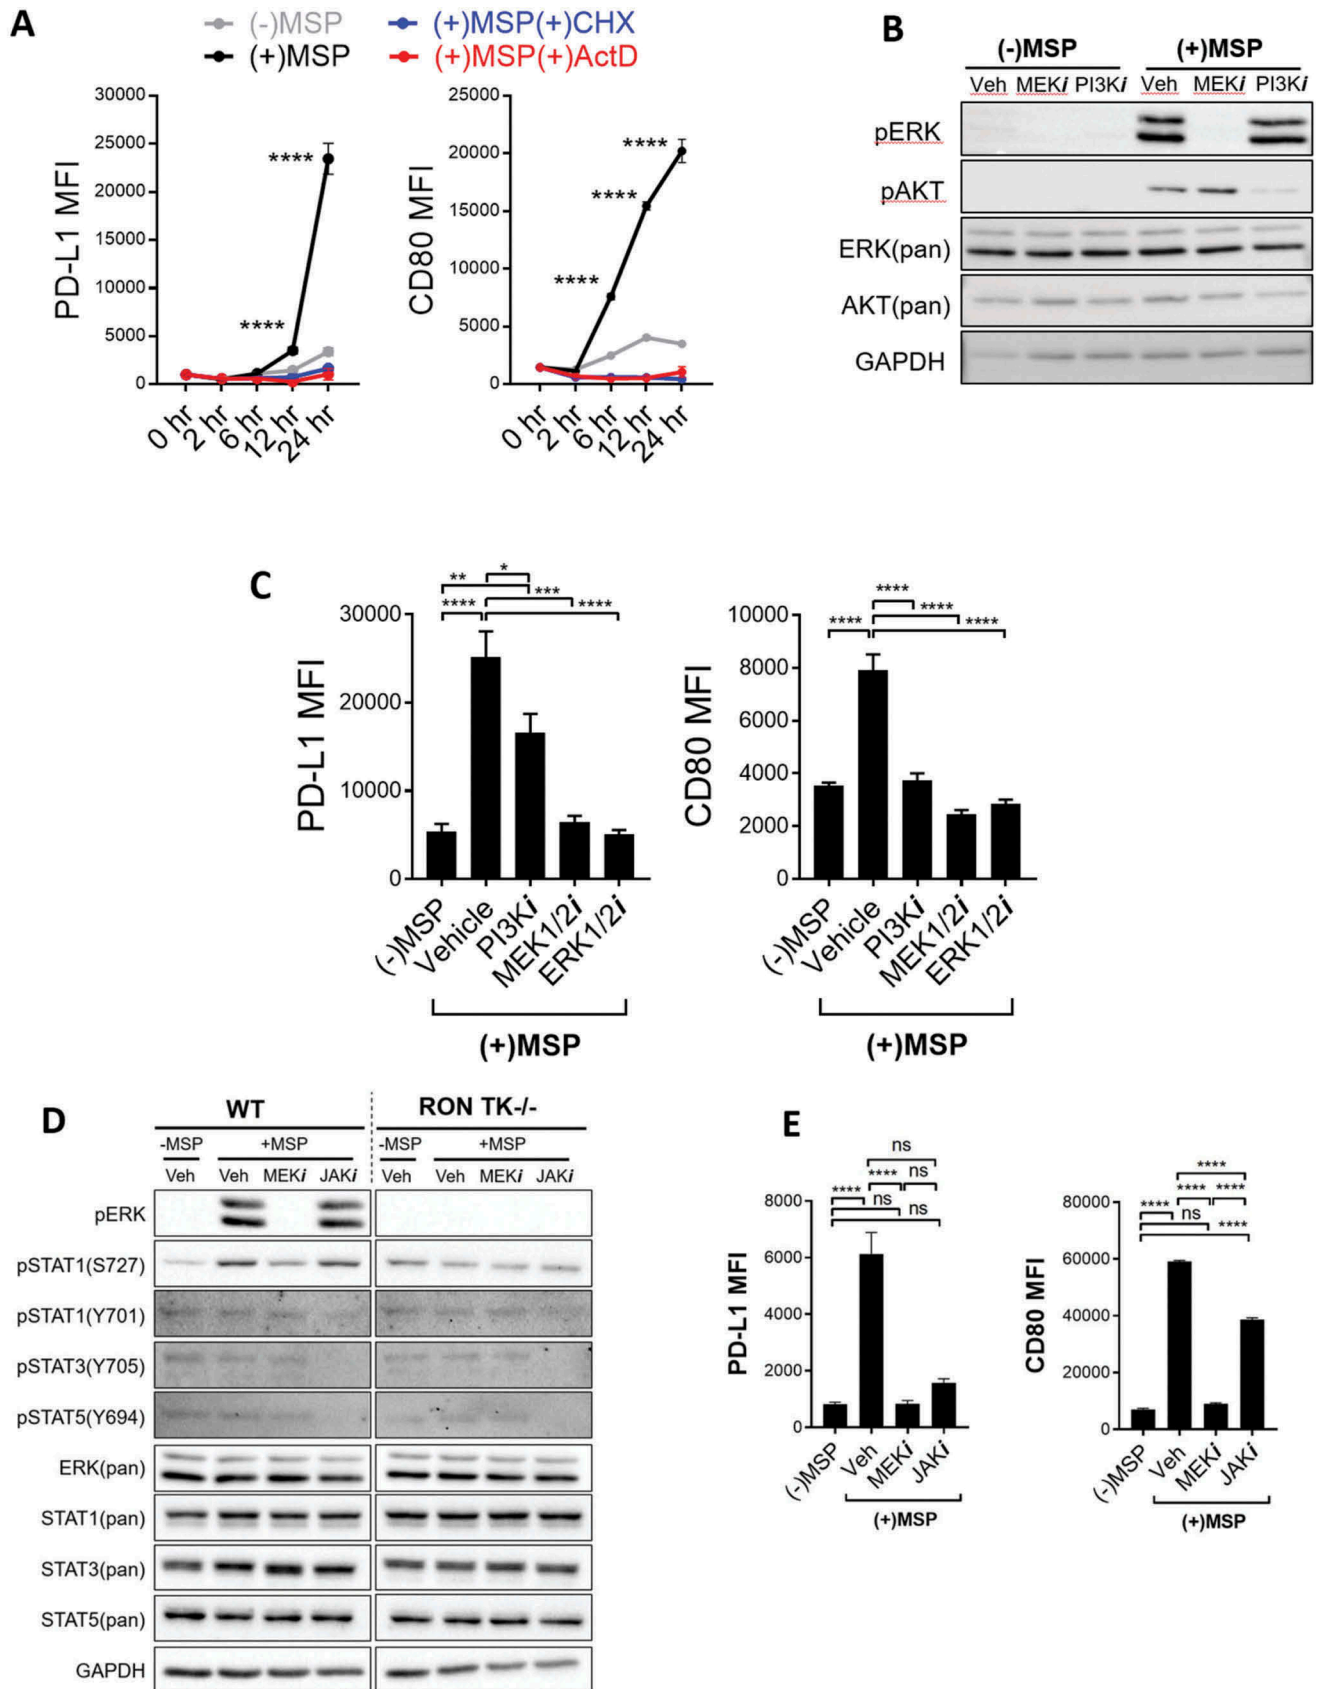 A
(-)MSP
(+)MSP(+)CHX
(+)MSP
(+)MSP(+)ActD
PD-L1 MFI
30000
25000
20000
15000
10000
5000
0
****
****
0 hr
2 hr
6 hr
12 hr
24 hr
CD80 MFI
25000
20000
15000
10000
5000
0
****
****
****
0 hr
2 hr
6 hr
12 hr
24 hr
B
(-)MSP
(+)MSP
Veh MEKi PI3Ki Veh MEKi PI3Ki
pERK
pAKT
ERK(pan)
AKT(pan)
GAPDH
C
PD-L1 MFI
30000
20000
10000
0
*
**
***
****
****
(-)MSP
Vehicle
PI3Ki
MEK1/2i
ERK1/2i
(+)MSP
CD80 MFI
10000
8000
6000
4000
2000
0
****
****
****
****
(-)MSP
Vehicle
PI3Ki
MEK1/2i
ERK1/2i
(+)MSP
D
WT
RON TK-/-
-MSP +MSP -MSP +MSP
Veh Veh MEKi JAKi Veh Veh MEKi JAKi
pERK
pSTAT1(S727)
pSTAT1(Y701)
pSTAT3(Y705)
pSTAT5(Y694)
ERK(pan)
STAT1(pan)
STAT3(pan)
STAT5(pan)
GAPDH
E
PD-L1 MFI
8000
6000
4000
2000
0
ns
**** ns
**** ns
ns
(-)MSP
Veh
MEKi
JAKi
(+)MSP
CD80 MFI
80000
60000
40000
20000
0
****
**** ****
****
ns
****
(-)MSP
Veh
MEKi
JAKi
(+)MSP